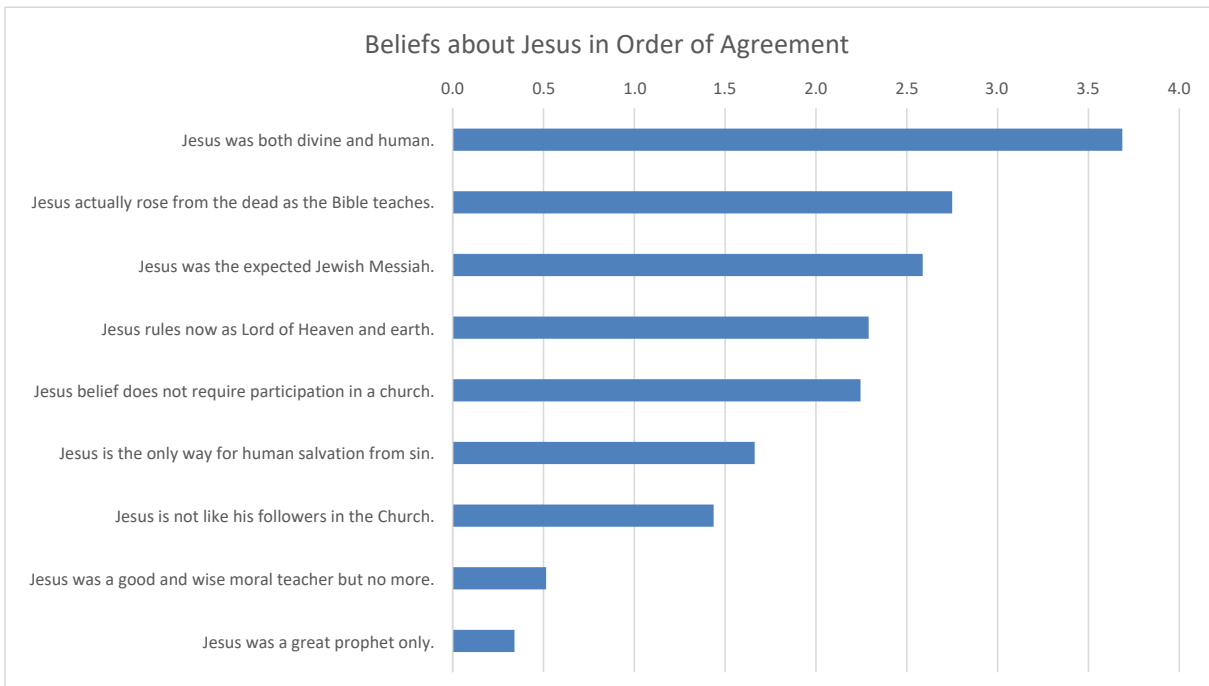 Beliefs about Jesus in Order of Agreement
0.0 0.5 1.0 1.5 2.0 2.5 3.0 3.5 4.0
Jesus was both divine and human.
Jesus actually rose from the dead as the Bible teaches.
Jesus was the expected Jewish Messiah.
Jesus rules now as Lord of Heaven and earth.
Jesus belief does not require participation in a church.
Jesus is the only way for human salvation from sin.
Jesus is not like his followers in the Church.
Jesus was a good and wise moral teacher but no more.
Jesus was a great prophet only.